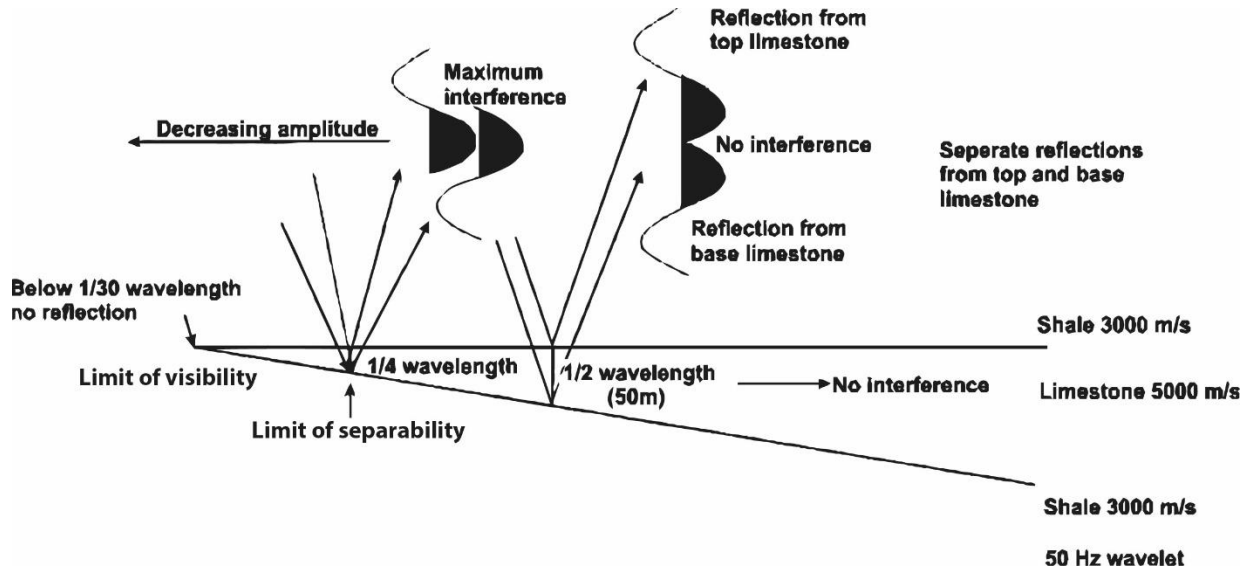 Reflection from
top limestone
Maximum
interference
Decreasing amplitude
No interference
Seperate reflections
from top and base
limestone
Reflection from
base limestone
Below 1/30 wavelength
no reflection
Shale 3000 m/s
1/4 wavelength
1/2 wavelength
(50m)
No interference
Limestone 5000 m/s
Limit of visibility
Limit of separability
Shale 3000 m/s
50 Hz wavelet